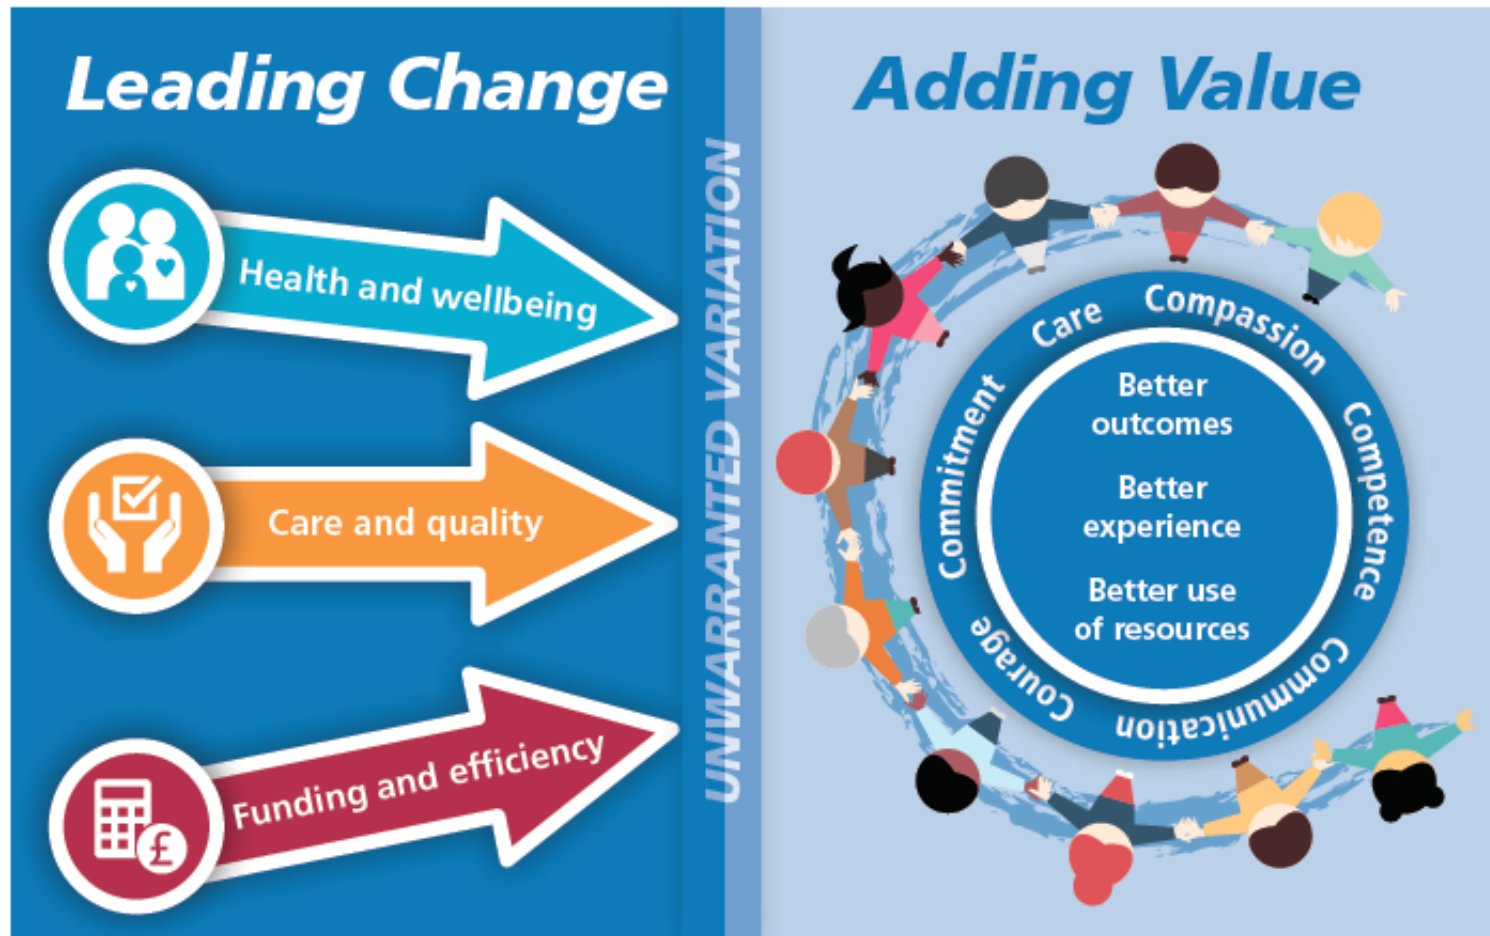 Leading Change
Health and wellbeing
Care and quality
£
Funding and efficiency
UNWARRANTED VARIATION
Adding Value
Care
Compassion
Competence
Communication
Courage
Commitment
Better
outcomes
Better
experience
Better use
of resources